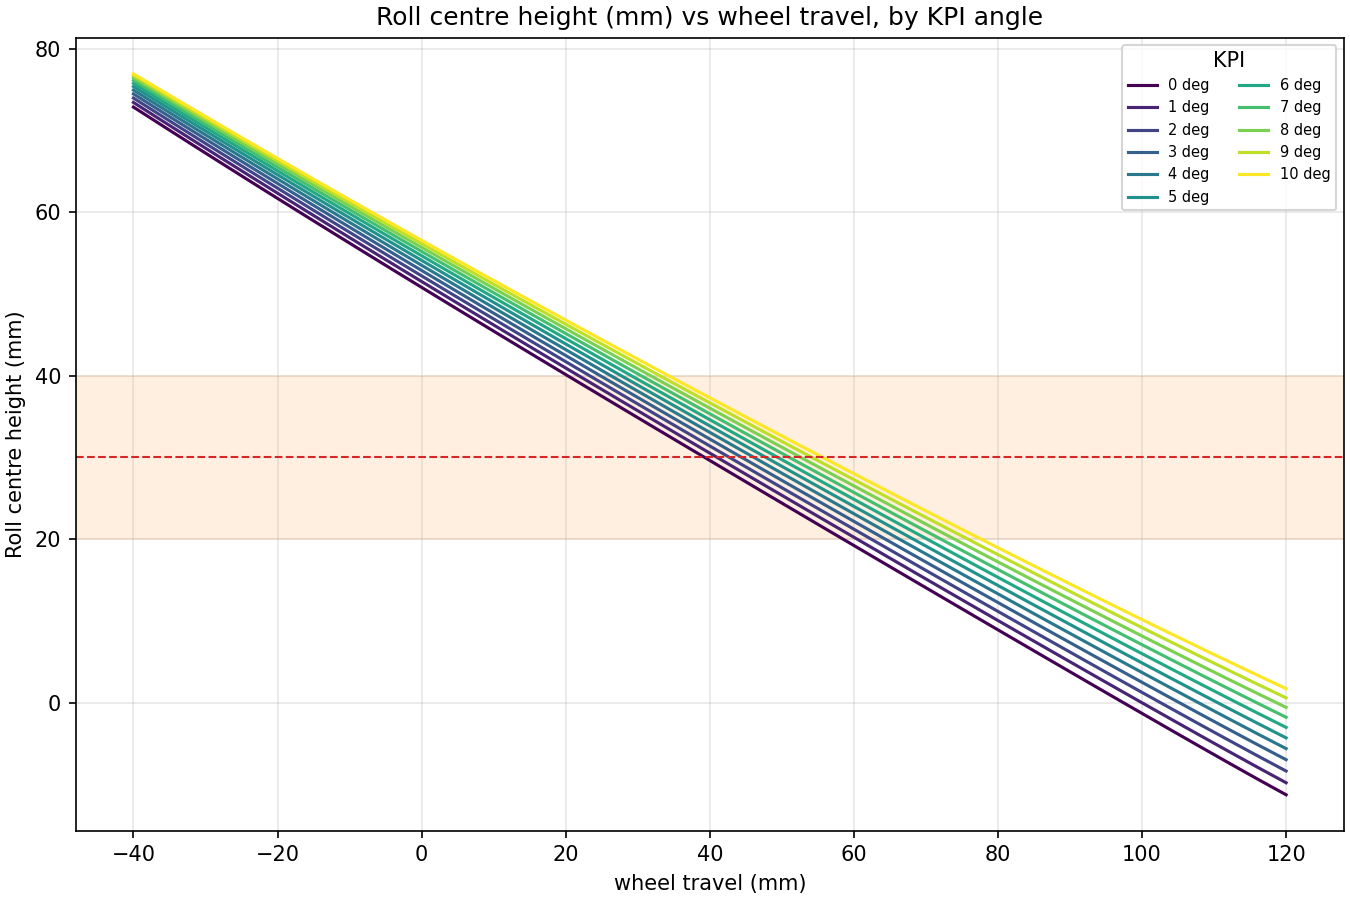 Roll centre height (mm) vs wheel travel, by KPI angle
80
60
40
20
0
Roll centre height (mm)
KPI
0 deg
1 deg
2 deg
3 deg
4 deg
5 deg
6 deg
7 deg
8 deg
9 deg
10 deg
−40
−20
0
20
40
60
80
100
120
wheel travel (mm)